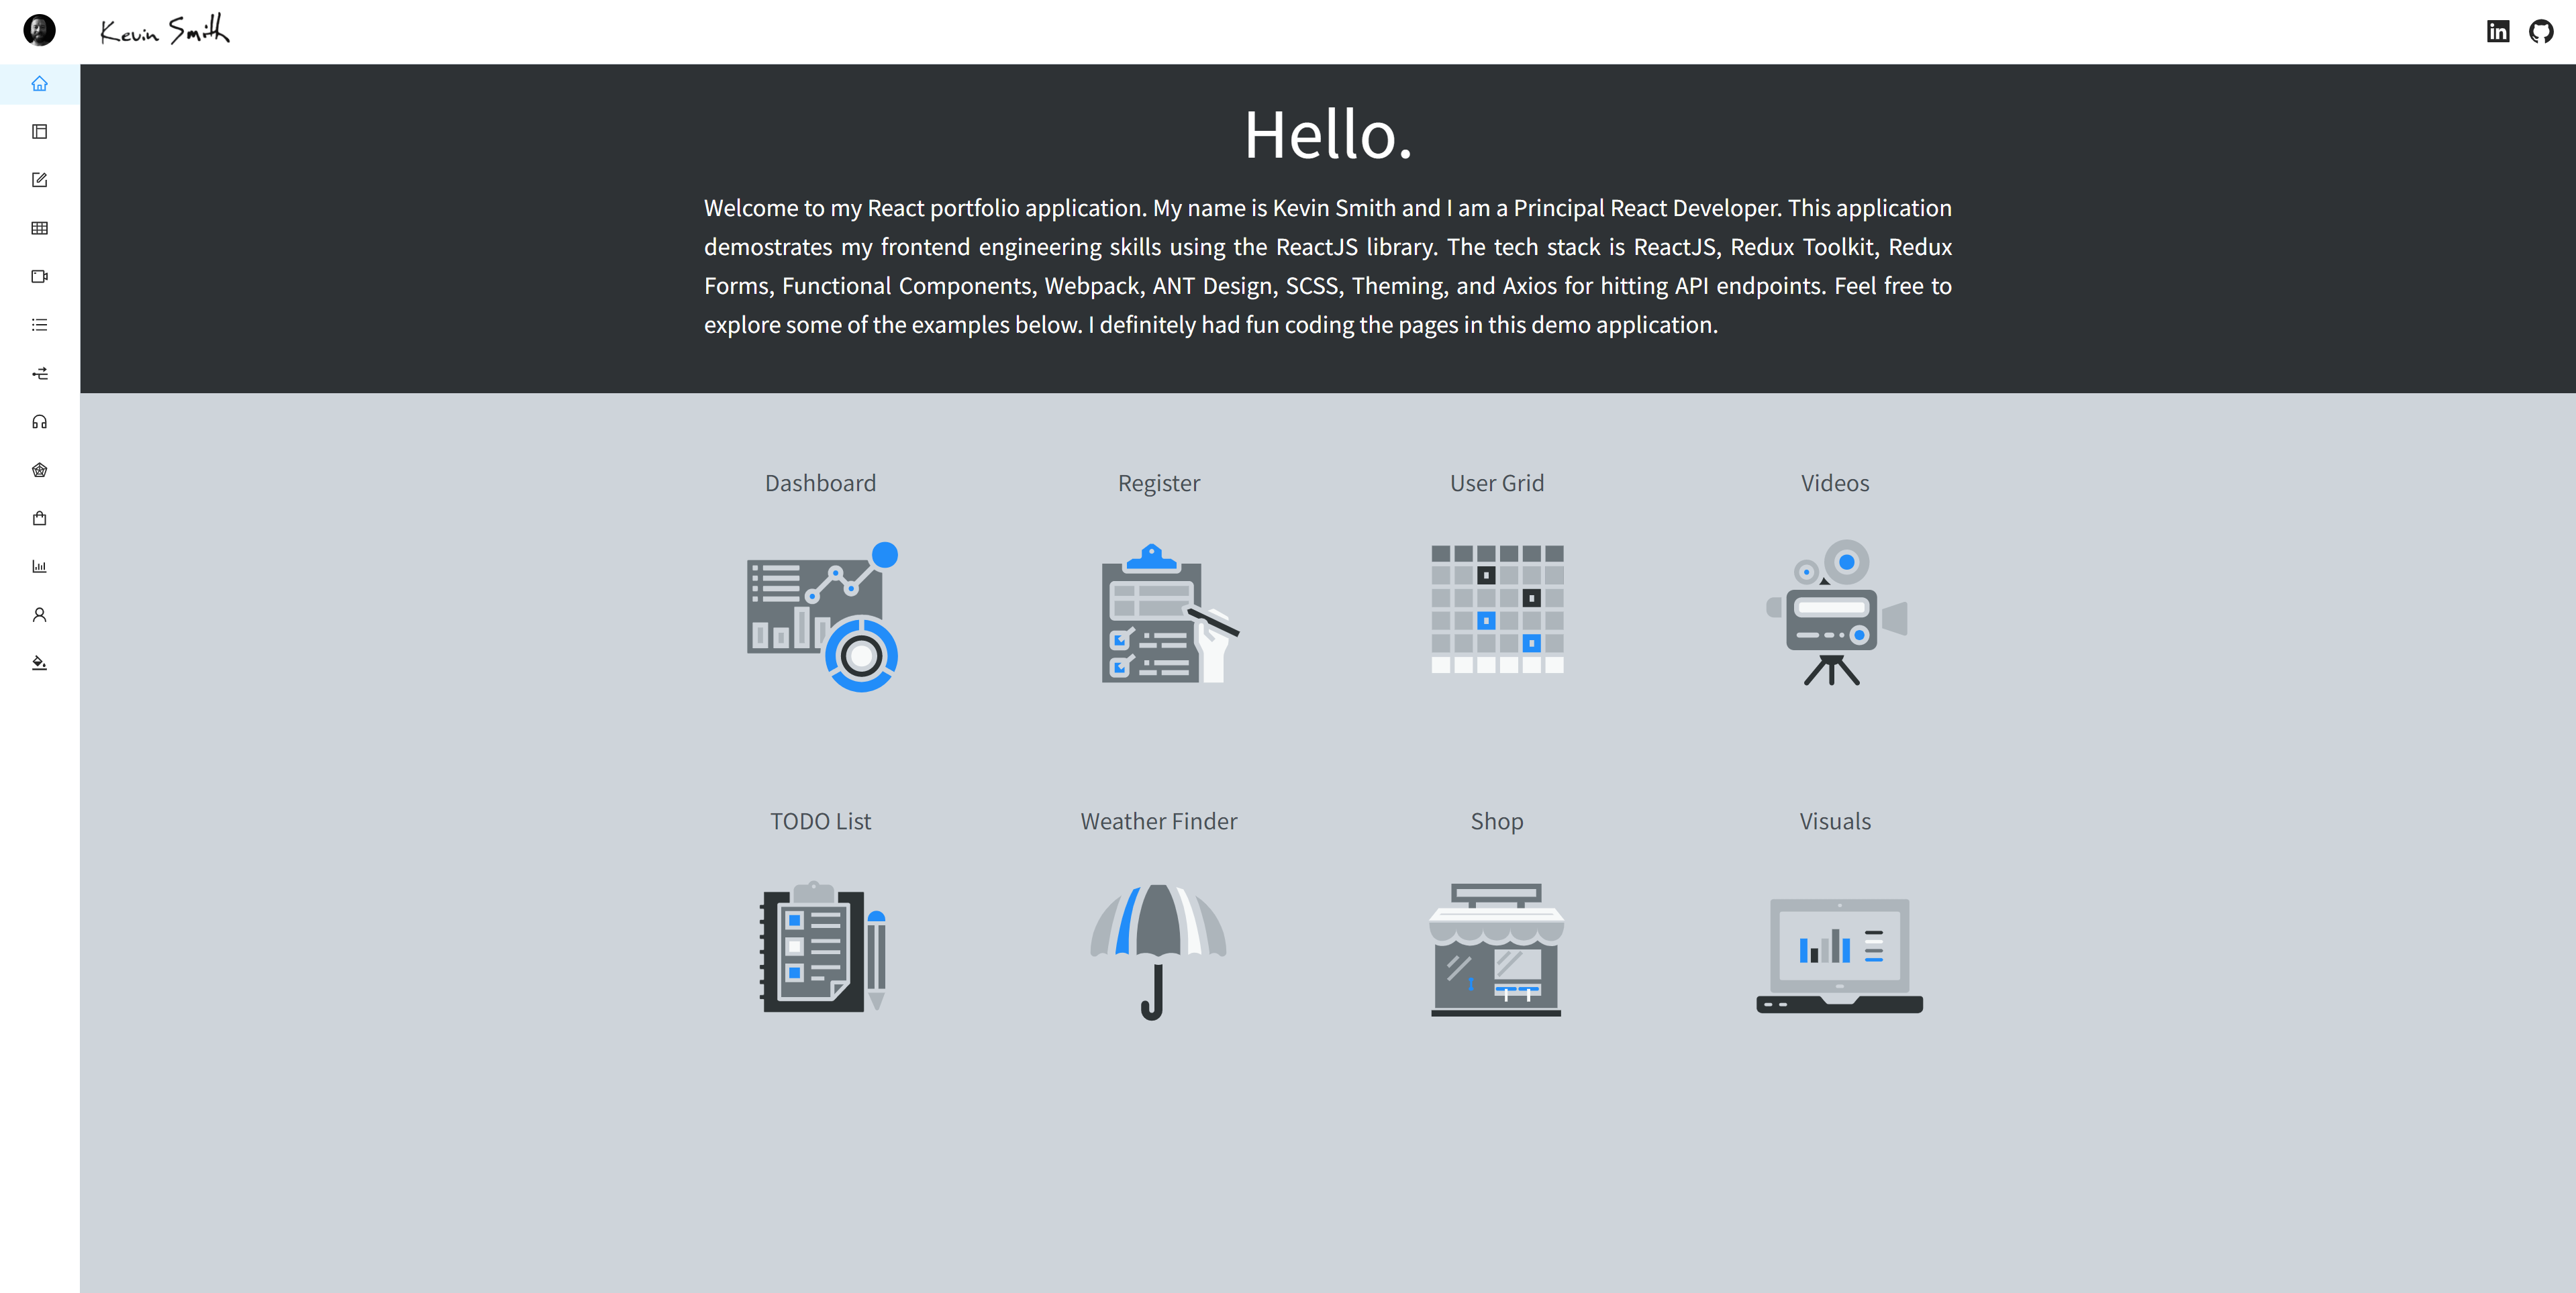 Kevin Smith
in
Hello.
Welcome to my React portfolio application. My name is Kevin Smith and I am a Principal React Developer. This application
demostrates my frontend engineering skills using the ReactJS library. The tech stack is ReactJS, Redux Toolkit, Redux
Forms, Functional Components, Webpack, ANT Design, SCSS, Theming, and Axios for hitting API endpoints. Feel free to
explore some of the examples below. I definitely had fun coding the pages in this demo application.
Dashboard
Register
User Grid
Videos
TODO List
Weather Finder
Shop
Visuals